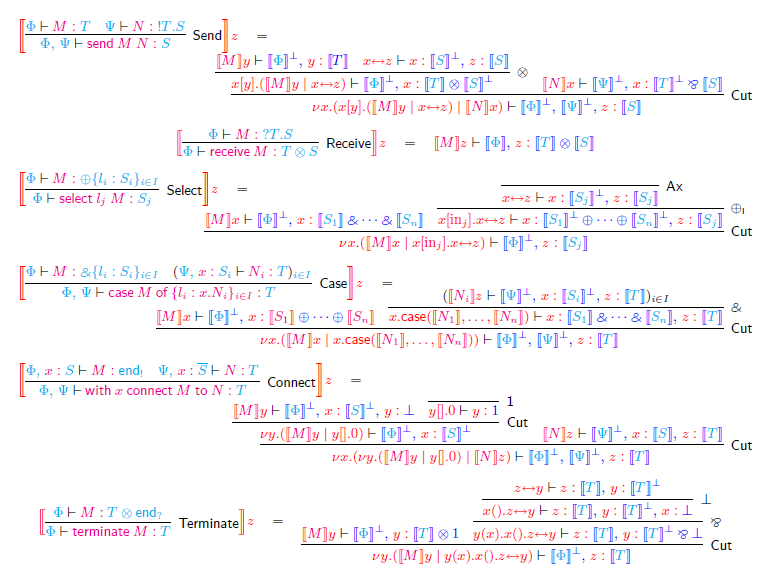 ⟦ Φ ⊢ M : T    Ψ ⊢ N : !T.S
Φ, Ψ ⊢ send M N : S    Send ⟧ z    =
⟦M⟧y ⊢ ⟦Φ⟧⊥, y : ⟦T⟧    x↔z ⊢ x : ⟦S⟧⊥, z : ⟦S⟧    ⊗
x[y].(⟦M⟧y | x↔z) ⊢ ⟦Φ⟧⊥, x : ⟦T⟧ ⊗ ⟦S⟧⊥    ⟦N⟧x ⊢ ⟦Ψ⟧⊥, x : ⟦T⟧⊥ ⅋ ⟦S⟧    Cut
νx.(x[y].(⟦M⟧y | x↔z) | ⟦N⟧x) ⊢ ⟦Φ⟧⊥, ⟦Ψ⟧⊥, z : ⟦S⟧
⟦ Φ ⊢ M : ?T.S
Φ ⊢ receive M : T ⊗ S    Receive ⟧ z    =    ⟦M⟧z ⊢ ⟦Φ⟧, z : ⟦T⟧ ⊗ ⟦S⟧
⟦ Φ ⊢ M : ⊕{lᵢ : Sᵢ}i∈I
Φ ⊢ select lⱼ M : Sⱼ    Select ⟧ z    =
x↔z ⊢ x : ⟦Sⱼ⟧⊥, z : ⟦Sⱼ⟧    Ax
⟦M⟧x ⊢ ⟦Φ⟧⊥, x : ⟦S₁⟧ & ··· & ⟦Sₙ⟧    x[inⱼ].x↔z ⊢ x : ⟦S₁⟧⊥ ⊕ ··· ⊕ ⟦Sₙ⟧⊥, z : ⟦Sⱼ⟧    ⊕ᵢ
νx.(⟦M⟧x | x[inⱼ].x↔z) ⊢ ⟦Φ⟧⊥, z : ⟦Sⱼ⟧    Cut
⟦ Φ ⊢ M : &{lᵢ : Sᵢ}i∈I    (Ψ, x : Sᵢ ⊢ Nᵢ : T)i∈I
Φ, Ψ ⊢ case M of {lᵢ : x.Nᵢ}i∈I : T    Case ⟧ z    =
(⟦Nᵢ⟧z ⊢ ⟦Ψ⟧⊥, x : ⟦Sᵢ⟧⊥, z : ⟦T⟧)i∈I    &
⟦M⟧x ⊢ ⟦Φ⟧⊥, x : ⟦S₁⟧ ⊕ ··· ⊕ ⟦Sₙ⟧    x.case(⟦N₁⟧, . . . , ⟦Nₙ⟧) ⊢ x : ⟦S₁⟧ & ··· & ⟦Sₙ⟧, z : ⟦T⟧    Cut
νx.(⟦M⟧x | x.case(⟦N₁⟧, . . . , ⟦Nₙ⟧)) ⊢ ⟦Φ⟧⊥, ⟦Ψ⟧⊥, z : ⟦T⟧
⟦ Φ, x : S ⊢ M : end!    Ψ, x : S̅ ⊢ N : T
Φ, Ψ ⊢ with x connect M to N : T    Connect ⟧ z    =
⟦M⟧y ⊢ ⟦Φ⟧⊥, x : ⟦S⟧⊥, y : ⊥    y[].0 ⊢ y : 1    1
νy.(⟦M⟧y | y[].0) ⊢ ⟦Φ⟧⊥, x : ⟦S⟧⊥    Cut    ⟦N⟧z ⊢ ⟦Ψ⟧⊥, x : ⟦S⟧, z : ⟦T⟧    Cut
νx.(νy.(⟦M⟧y | y[].0) | ⟦N⟧z) ⊢ ⟦Φ⟧⊥, ⟦Ψ⟧⊥, z : ⟦T⟧
⟦ Φ ⊢ M : T ⊗ end?
Φ ⊢ terminate M : T    Terminate ⟧ z    =
z↔y ⊢ z : ⟦T⟧, y : ⟦T⟧⊥    ⊥
x().z↔y ⊢ z : ⟦T⟧, y : ⟦T⟧⊥, x : ⊥    ⅋
⟦M⟧y ⊢ ⟦Φ⟧⊥, y : ⟦T⟧ ⊗ 1    y(x).x().z↔y ⊢ z : ⟦T⟧, y : ⟦T⟧⊥ ⅋ ⊥    Cut
νy.(⟦M⟧y | y(x).x().z↔y) ⊢ ⟦Φ⟧⊥, z : ⟦T⟧